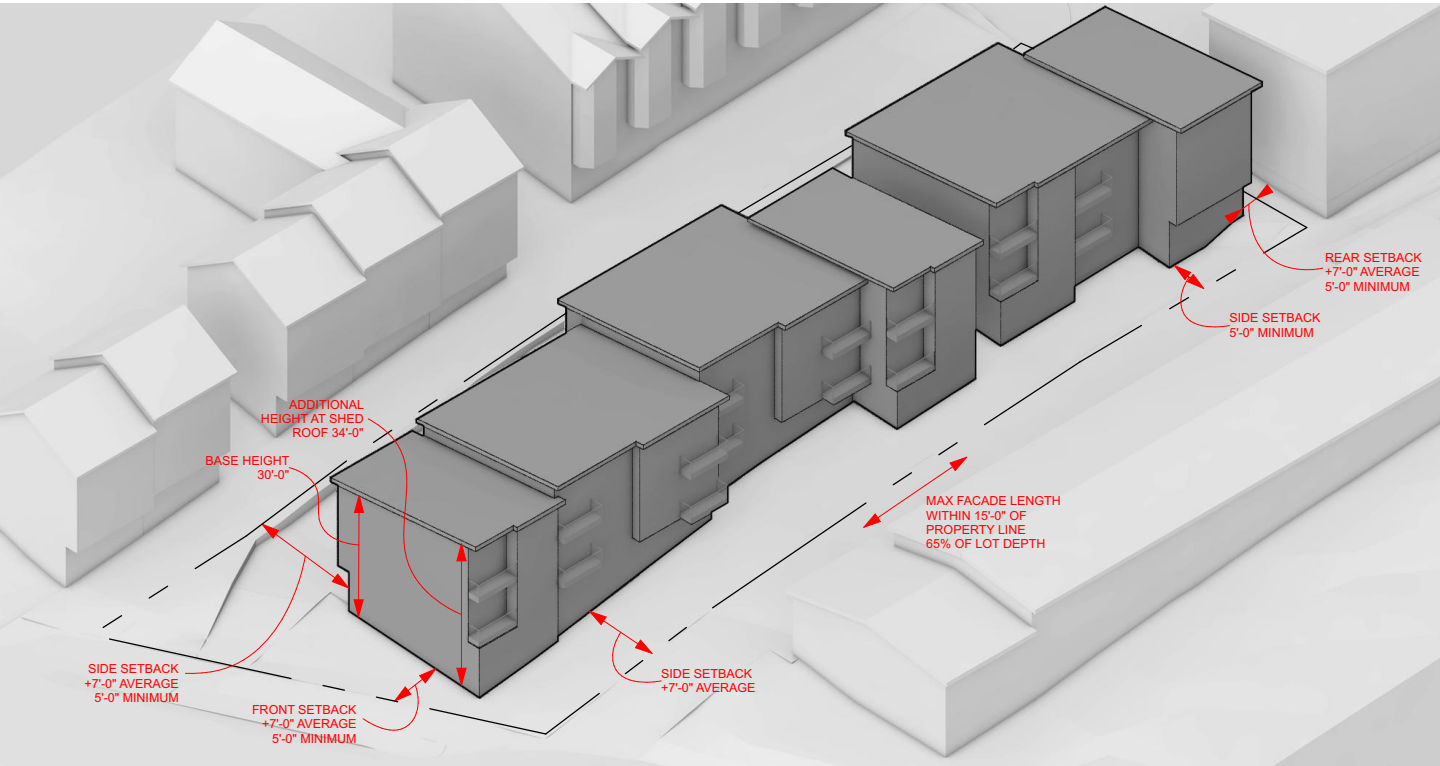 ADDITIONAL
HEIGHT AT SHED
ROOF 34'-0"
BASE HEIGHT
30'-0"
REAR SETBACK
+7'-0" AVERAGE
5'-0" MINIMUM
SIDE SETBACK
5'-0" MINIMUM
MAX FACADE LENGTH
WITHIN 15'-0" OF
PROPERTY LINE
65% OF LOT DEPTH
SIDE SETBACK
+7'-0" AVERAGE
5'-0" MINIMUM
FRONT SETBACK
+7'-0" AVERAGE
5'-0" MINIMUM
SIDE SETBACK
+7'-0" AVERAGE